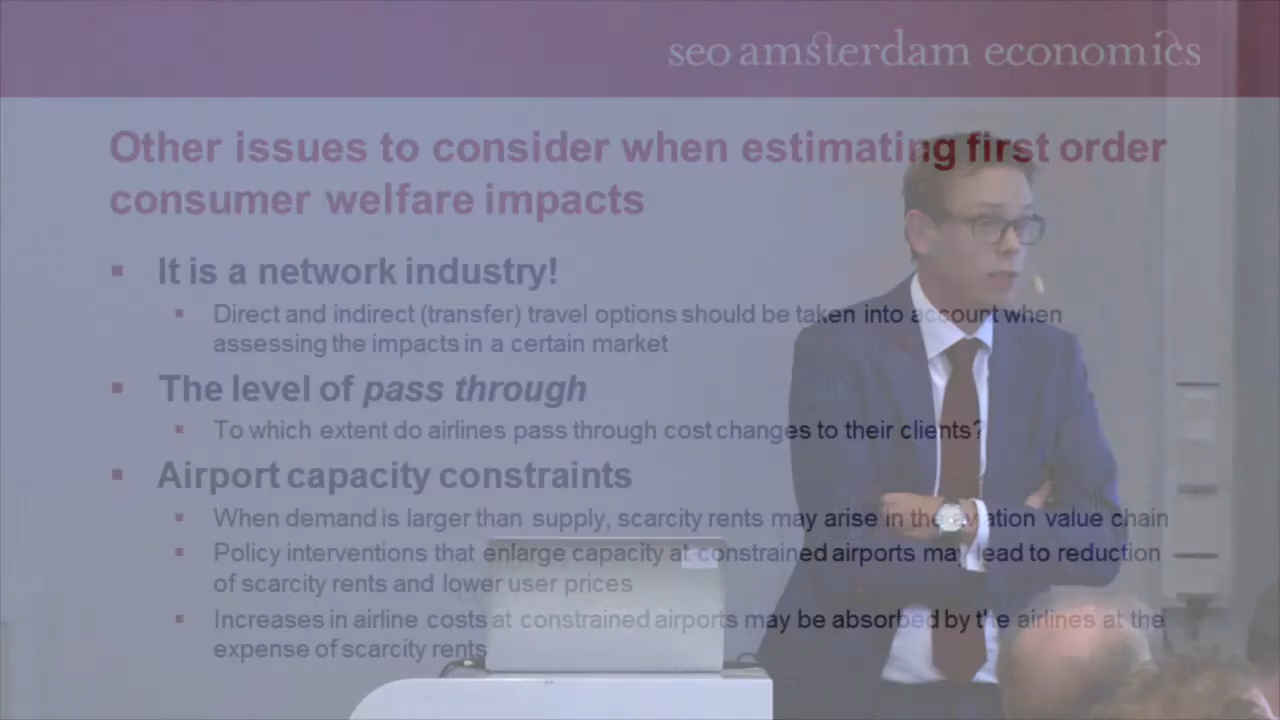 seo amsterdam economics
Other issues to consider when estimating first order
consumer welfare impacts
▪ It is a network industry!
▪ Direct and indirect (transfer) travel options should be taken into account when
assessing the impacts in a certain market
▪ The level of pass through
▪ To which extent do airlines pass through cost changes to their clients?
▪ Airport capacity constraints
▪ When demand is larger than supply, scarcity rents may arise in the aviation value chain
▪ Policy interventions that enlarge capacity at constrained airports may lead to reduction
of scarcity rents and lower user prices
▪ Increases in airline costs at constrained airports may be absorbed by the airlines at the
expense of scarcity rents